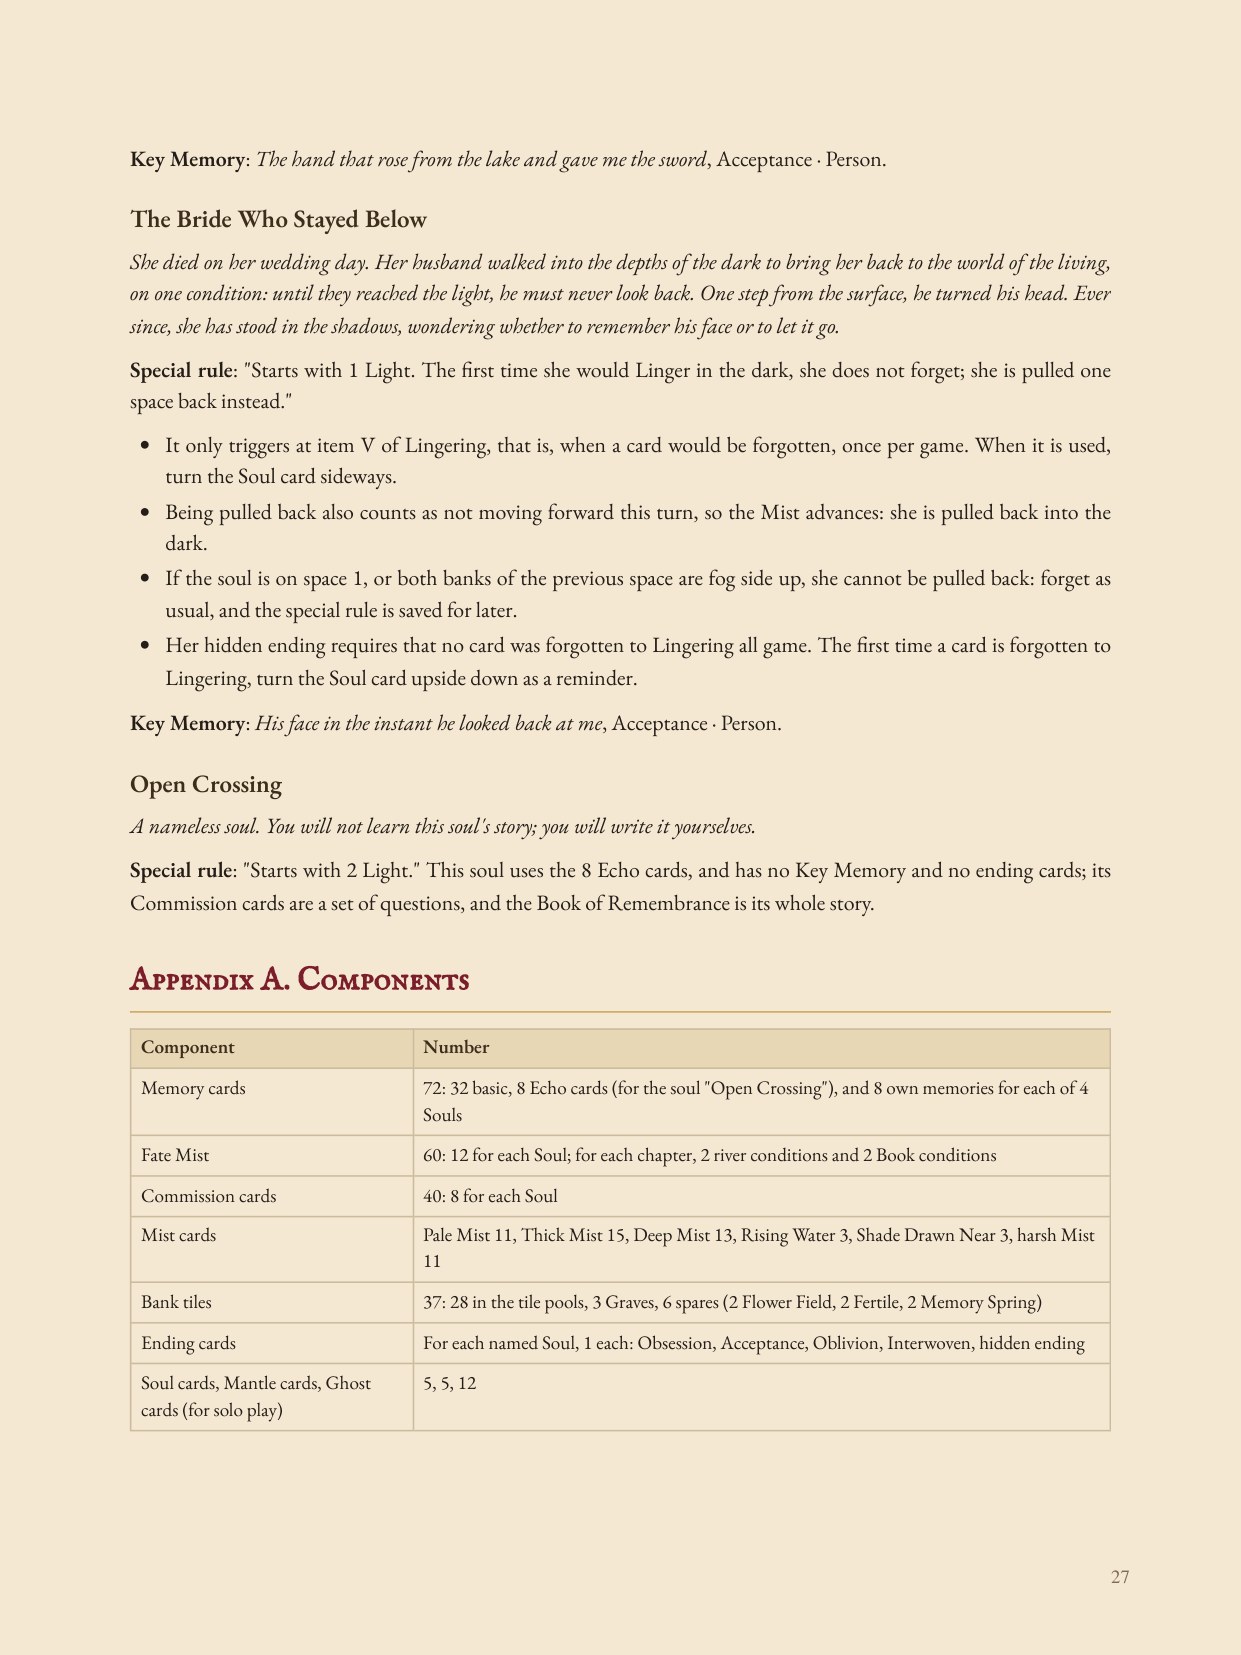 Key Memory: The hand that rose from the lake and gave me the sword, Acceptance · Person.
The Bride Who Stayed Below
She died on her wedding day. Her husband walked into the depths of the dark to bring her back to the world of the living,
on one condition: until they reached the light, he must never look back. One step from the surface, he turned his head. Ever
since, she has stood in the shadows, wondering whether to remember his face or to let it go.
Special rule: "Starts with 1 Light. The first time she would Linger in the dark, she does not forget; she is pulled one
space back instead."
• It only triggers at item V of Lingering, that is, when a card would be forgotten, once per game. When it is used,
turn the Soul card sideways.
• Being pulled back also counts as not moving forward this turn, so the Mist advances: she is pulled back into the
dark.
• If the soul is on space 1, or both banks of the previous space are fog side up, she cannot be pulled back: forget as
usual, and the special rule is saved for later.
• Her hidden ending requires that no card was forgotten to Lingering all game. The first time a card is forgotten to
Lingering, turn the Soul card upside down as a reminder.
Key Memory: His face in the instant he looked back at me, Acceptance · Person.
Open Crossing
A nameless soul. You will not learn this soul's story; you will write it yourselves.
Special rule: "Starts with 2 Light." This soul uses the 8 Echo cards, and has no Key Memory and no ending cards; its
Commission cards are a set of questions, and the Book of Remembrance is its whole story.
Appendix A. Components
Component Number
Memory cards 72: 32 basic, 8 Echo cards (for the soul "Open Crossing"), and 8 own memories for each of 4
Souls
Fate Mist 60: 12 for each Soul; for each chapter, 2 river conditions and 2 Book conditions
Commission cards 40: 8 for each Soul
Mist cards Pale Mist 11, Thick Mist 15, Deep Mist 13, Rising Water 3, Shade Drawn Near 3, harsh Mist
11
Bank tiles 37: 28 in the tile pools, 3 Graves, 6 spares (2 Flower Field, 2 Fertile, 2 Memory Spring)
Ending cards For each named Soul, 1 each: Obsession, Acceptance, Oblivion, Interwoven, hidden ending
Soul cards, Mantle cards, Ghost 5, 5, 12
cards (for solo play)
27